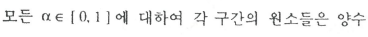 모든 α∈[0,1]에 대하여 각 구간의 원소들은 양수